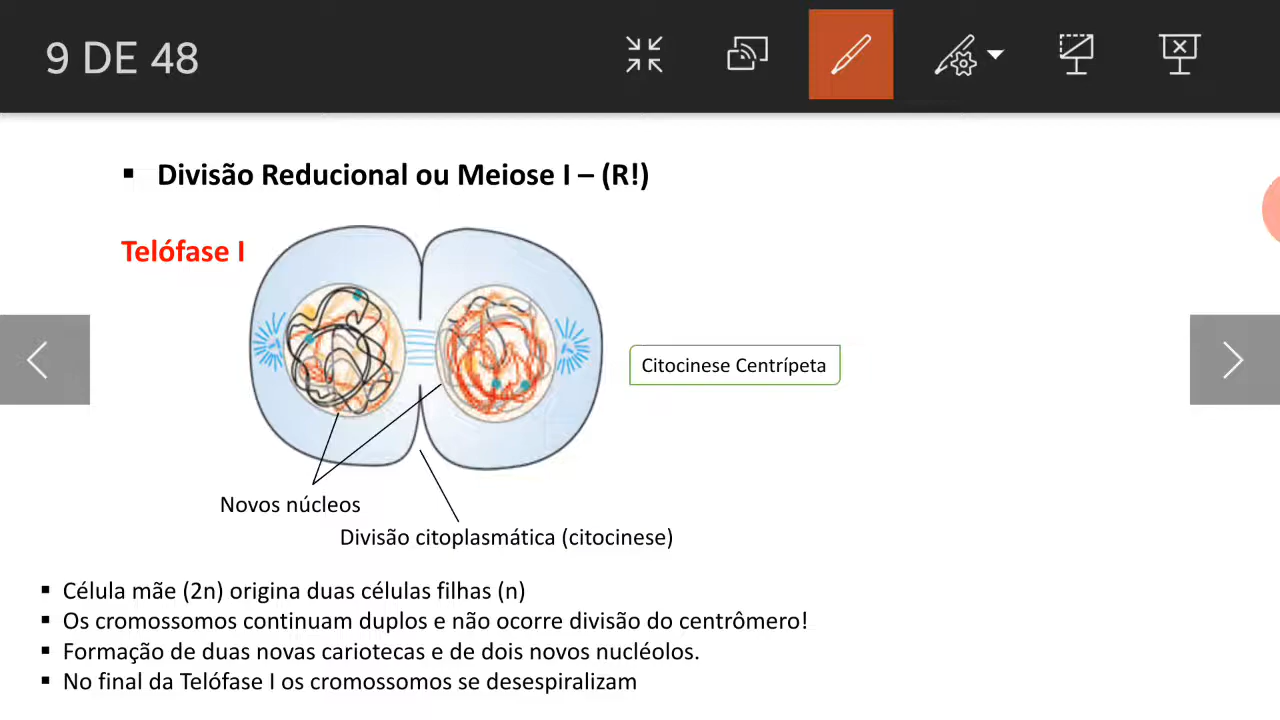 9 DE 48
▪ Divisão Reducional ou Meiose I – (R!)
Telófase I
Citocinese Centrípeta
Novos núcleos
Divisão citoplasmática (citocinese)
▪ Célula mãe (2n) origina duas células filhas (n)
▪ Os cromossomos continuam duplos e não ocorre divisão do centrômero!
▪ Formação de duas novas cariotecas e de dois novos nucléolos.
▪ No final da Telófase I os cromossomos se desespiralizam